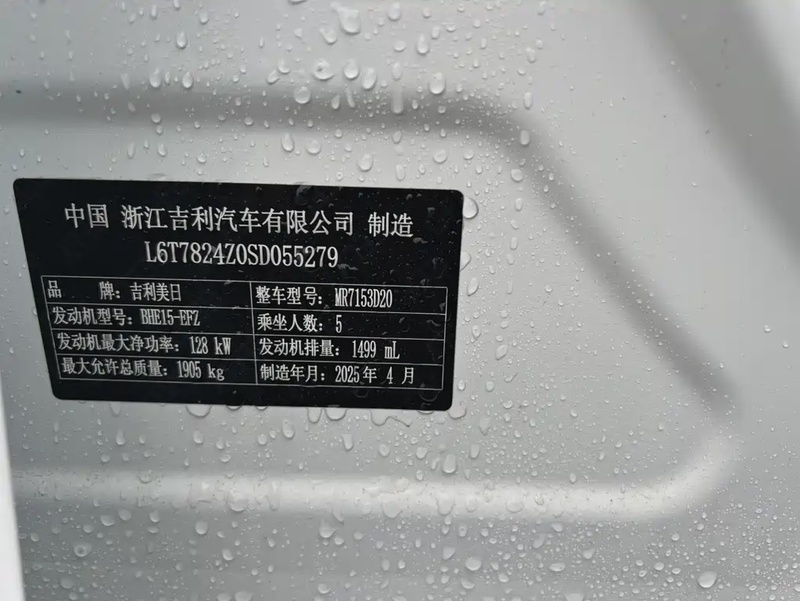 中国 浙江吉利汽车有限公司 制造
L6T7824Z0SD055279
品 牌：吉利美日 整车型号：MR7153D20
发动机型号：BHE15-EFZ 乘坐人数：5
发动机最大净功率：128 kW 发动机排量：1499 mL
最大允许总质量：1905 kg 制造年月：2025 年 4 月